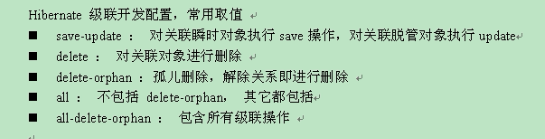 Hibernate 级联开发配置，常用取值
■ save-update ： 对关联瞬时对象执行 save 操作，对关联脱管对象执行 update
■ delete ： 对关联对象进行删除
■ delete-orphan ：孤儿删除，解除关系即进行删除
■ all ： 不包括 delete-orphan， 其它都包括
■ all-delete-orphan ： 包含所有级联操作